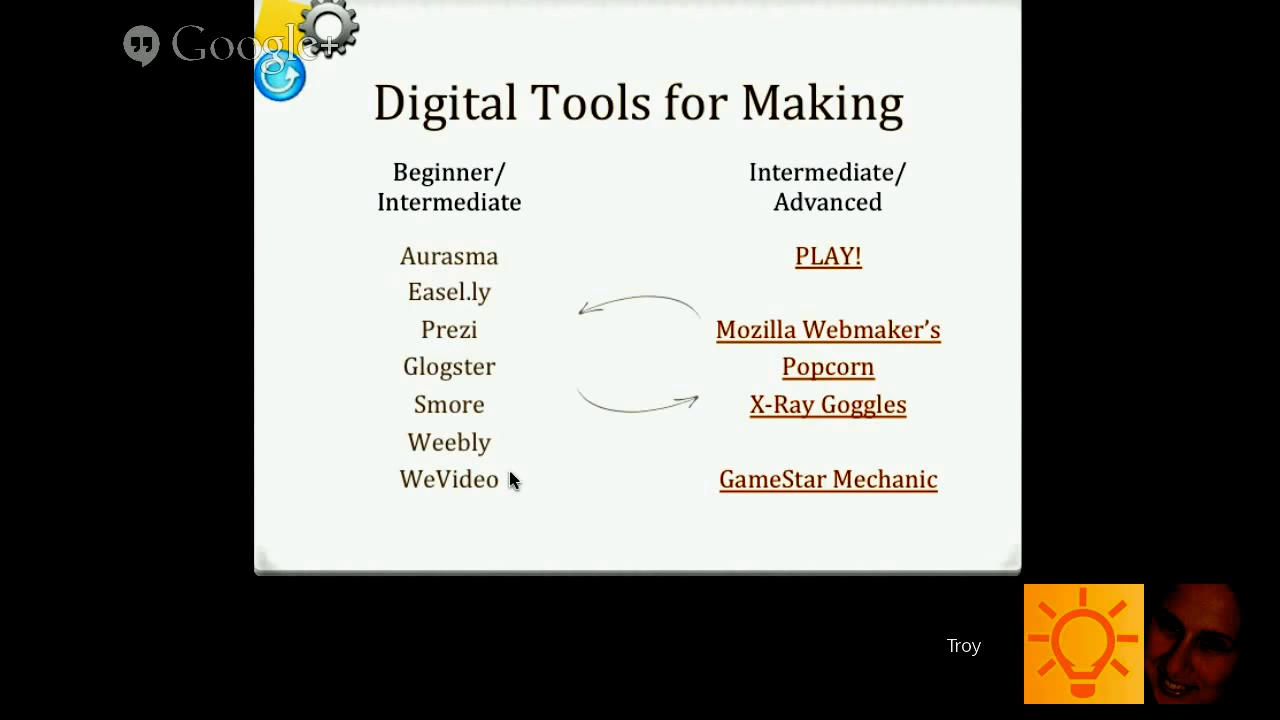 Google+
Digital Tools for Making
Beginner/
Intermediate
Aurasma
Easel.ly
Prezi
Glogster
Smore
Weebly
WeVideo
Intermediate/
Advanced
PLAY!
Mozilla Webmaker’s
Popcorn
X-Ray Goggles
GameStar Mechanic
Troy